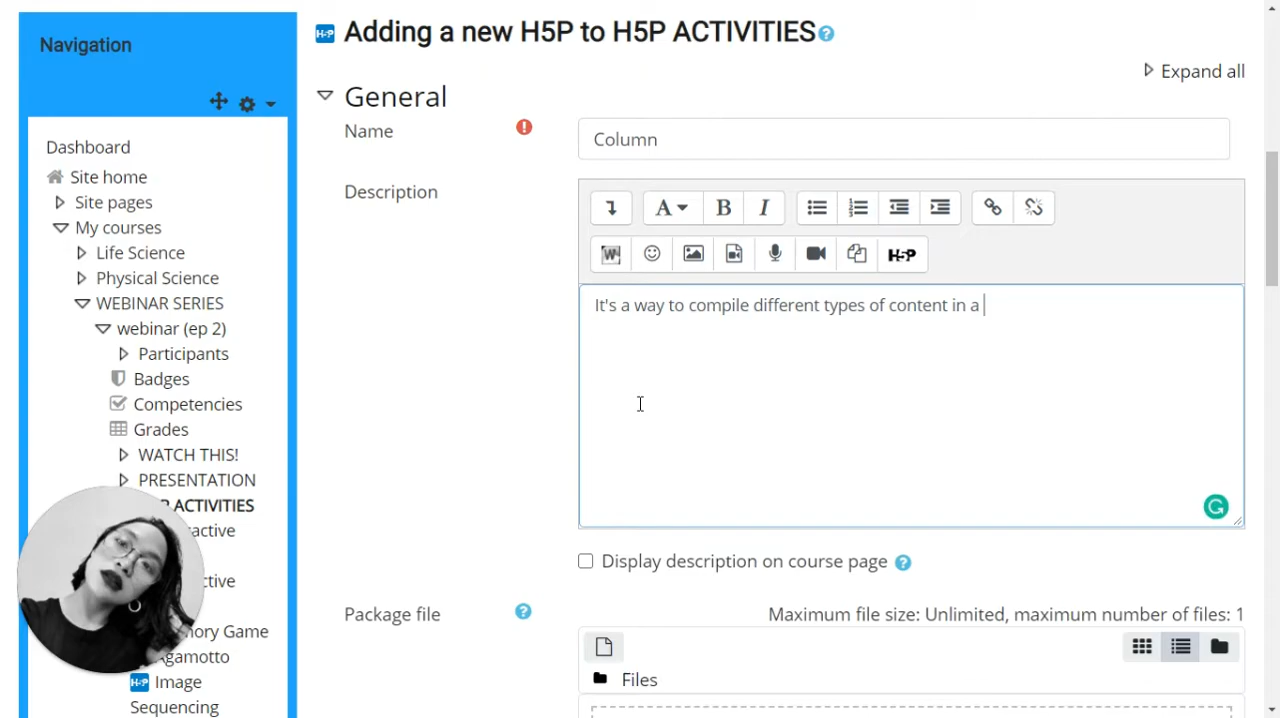 Navigation
Dashboard
Site home
Site pages
My courses
Life Science
Physical Science
WEBINAR SERIES
webinar (ep 2)
Participants
Badges
Competencies
Grades
WATCH THIS!
PRESENTATION
ACTIVITIES
Game
Agamotto
H-P Image
Sequencing
H-P Adding a new H5P to H5P ACTIVITIES
Expand all
General
Name
Column
Description
A B I
W H-P
It's a way to compile different types of content in a
G
Display description on course page
Package file
Maximum file size: Unlimited, maximum number of files: 1
Files